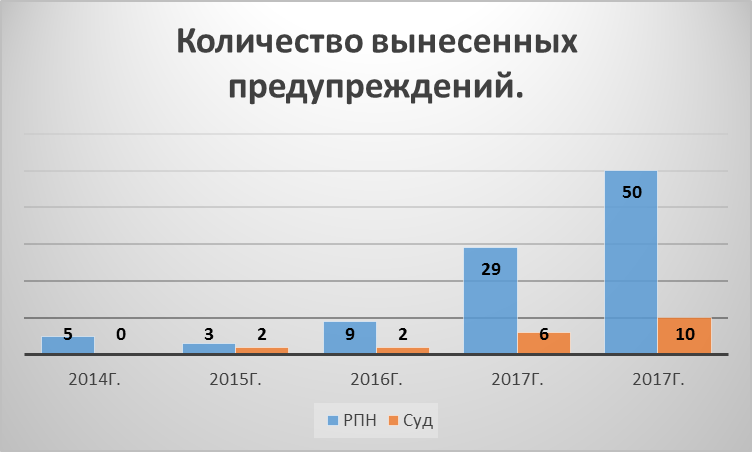 Количество вынесенных
предупреждений.
5 0 3 2 9 2 29 6 50 10
2014Г. 2015Г. 2016Г. 2017Г. 2017Г.
РПН Суд